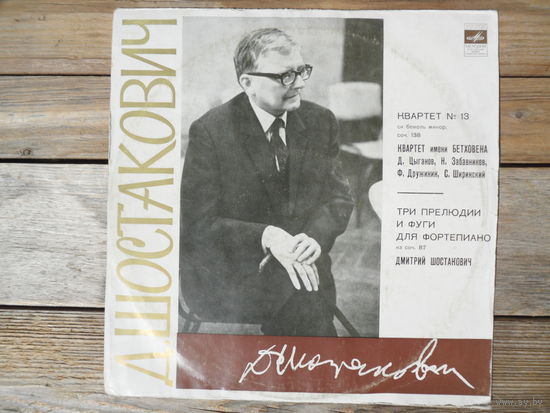 Д. ШОСТАКОВИЧ
МЕЛОДИЯ
КВАРТЕТ № 13
си бемоль минор,
соч. 138
КВАРТЕТ имени БЕТХОВЕНА
Д. Цыганов, Н. Забавников,
Ф. Дружинин, С. Ширинский
ТРИ ПРЕЛЮДИИ
И ФУГИ
ДЛЯ ФОРТЕПИАНО
из соч. 87
ДМИТРИЙ ШОСТАКОВИЧ
Д Шостакович